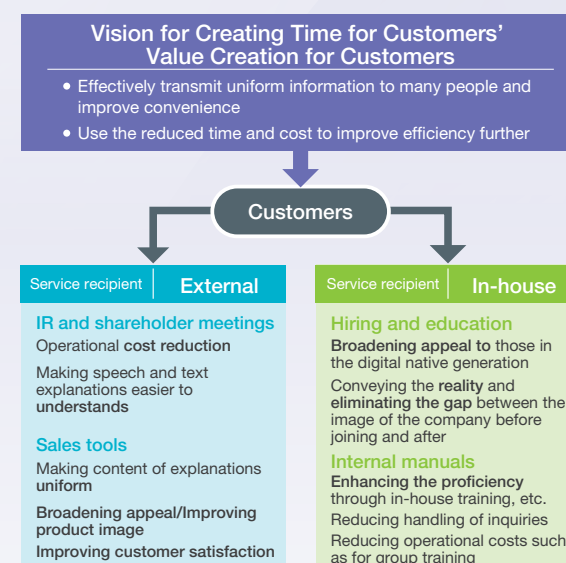 Vision for Creating Time for Customers'
Value Creation for Customers
• Effectively transmit uniform information to many people and
improve convenience
• Use the reduced time and cost to improve efficiency further
Customers
Service recipient External
IR and shareholder meetings
Operational cost reduction
Making speech and text
explanations easier to
understands
Sales tools
Making content of explanations
uniform
Broadening appeal/Improving
product image
Improving customer satisfaction
Service recipient In-house
Hiring and education
Broadening appeal to those in
the digital native generation
Conveying the reality and
eliminating the gap between the
image of the company before
joining and after
Internal manuals
Enhancing the proficiency
through in-house training, etc.
Reducing handling of inquiries
Reducing operational costs such
as for group training